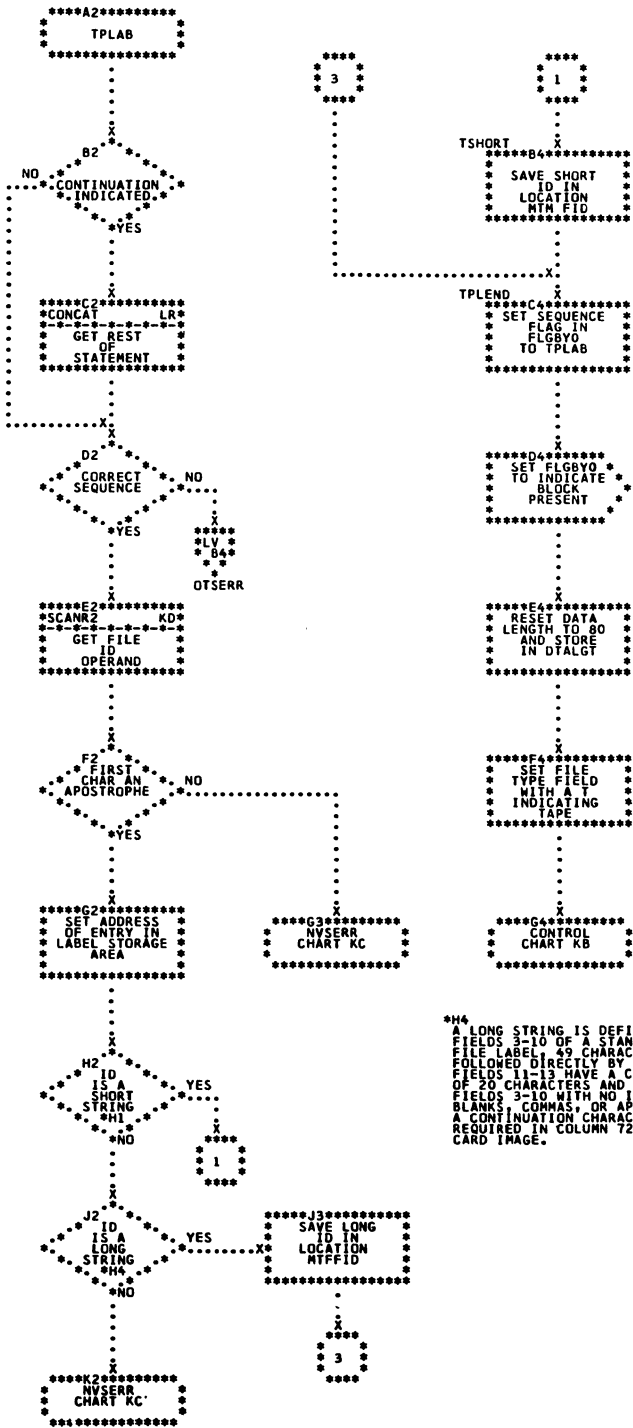 A2
TPLAB
B2
NO
CONTINUATION
INDICATED
YES
C2
CONCAT LR
GET REST
OF
STATEMENT
D2
CORRECT
SEQUENCE
NO
YES
LV
B4
OTSERR
E2
SCANR2 KD
GET FILE
ID
OPERAND
F2
FIRST
CHAR AN
APOSTROPHE
NO
YES
G2
SET ADDRESS
OF ENTRY IN
LABEL STORAGE
AREA
G3
NVSERR
CHART KC
H2
ID
IS A
SHORT
STRING
*H1
YES
*NO
1
J2
ID
IS A
LONG
STRING
*H4
YES
*NO
J3
SAVE LONG
ID IN
LOCATION
MTFFID
3
K2
NVSERR
CHART KC
3
1
TSHORT
B4
SAVE SHORT
ID IN
LOCATION
MTM FID
TPLEND
C4
SET SEQUENCE
FLAG IN
FLGBY0
TO TPLAB
D4
SET FLGBY0
TO INDICATE
BLOCK
PRESENT
E4
RESET DATA
LENGTH TO 80
AND STORE
IN DTALGT
F4
SET FILE
TYPE FIELD
WITH A T
INDICATING
TAPE
G4
CONTROL
CHART KB
*H4
A LONG STRING IS DEFI
FIELDS 3-10 OF A STAN
FILE LABEL, 49 CHARAC
FOLLOWED DIRECTLY BY
FIELDS 11-13 HAVE A C
OF 20 CHARACTERS AND
FIELDS 3-10 WITH NO I
BLANKS, COMMAS, OR AP
A CONTINUATION CHARAC
REQUIRED IN COLUMN 72
CARD IMAGE.